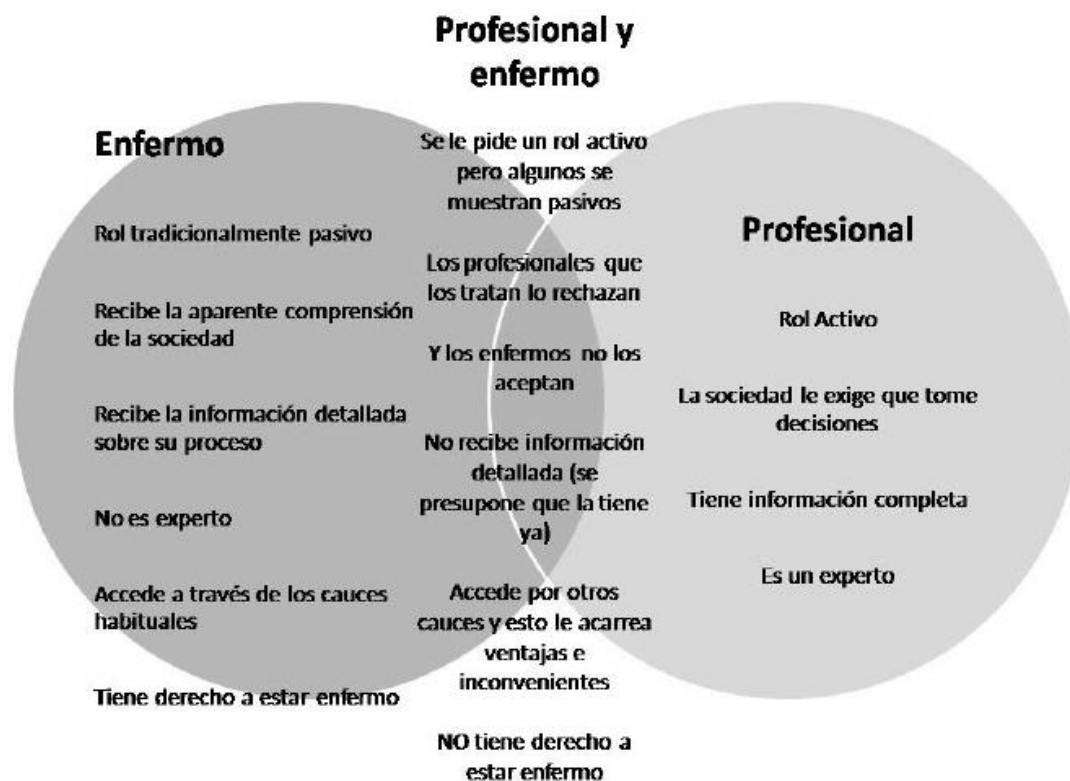 Profesional y
enfermo
Enfermo
Rol tradicionalmente pasivo
Recibe la aparente comprensión
de la sociedad
Recibe la información detallada
sobre su proceso
No es experto
Accede a través de los cauces
habituales
Tiene derecho a estar enfermo
Se le pide un rol activo
pero algunos se
muestran pasivos
Los profesionales que
los tratan lo rechazan
Y los enfermos no los
aceptan
No recibe información
detallada (se
presupone que la tiene
ya)
Accede por otros
cauces y esto le acarrea
ventajas e
inconvenientes
NO tiene derecho a
estar enfermo
Profesional
Rol Activo
La sociedad le exige que tome
decisiones
Tiene información completa
Es un experto